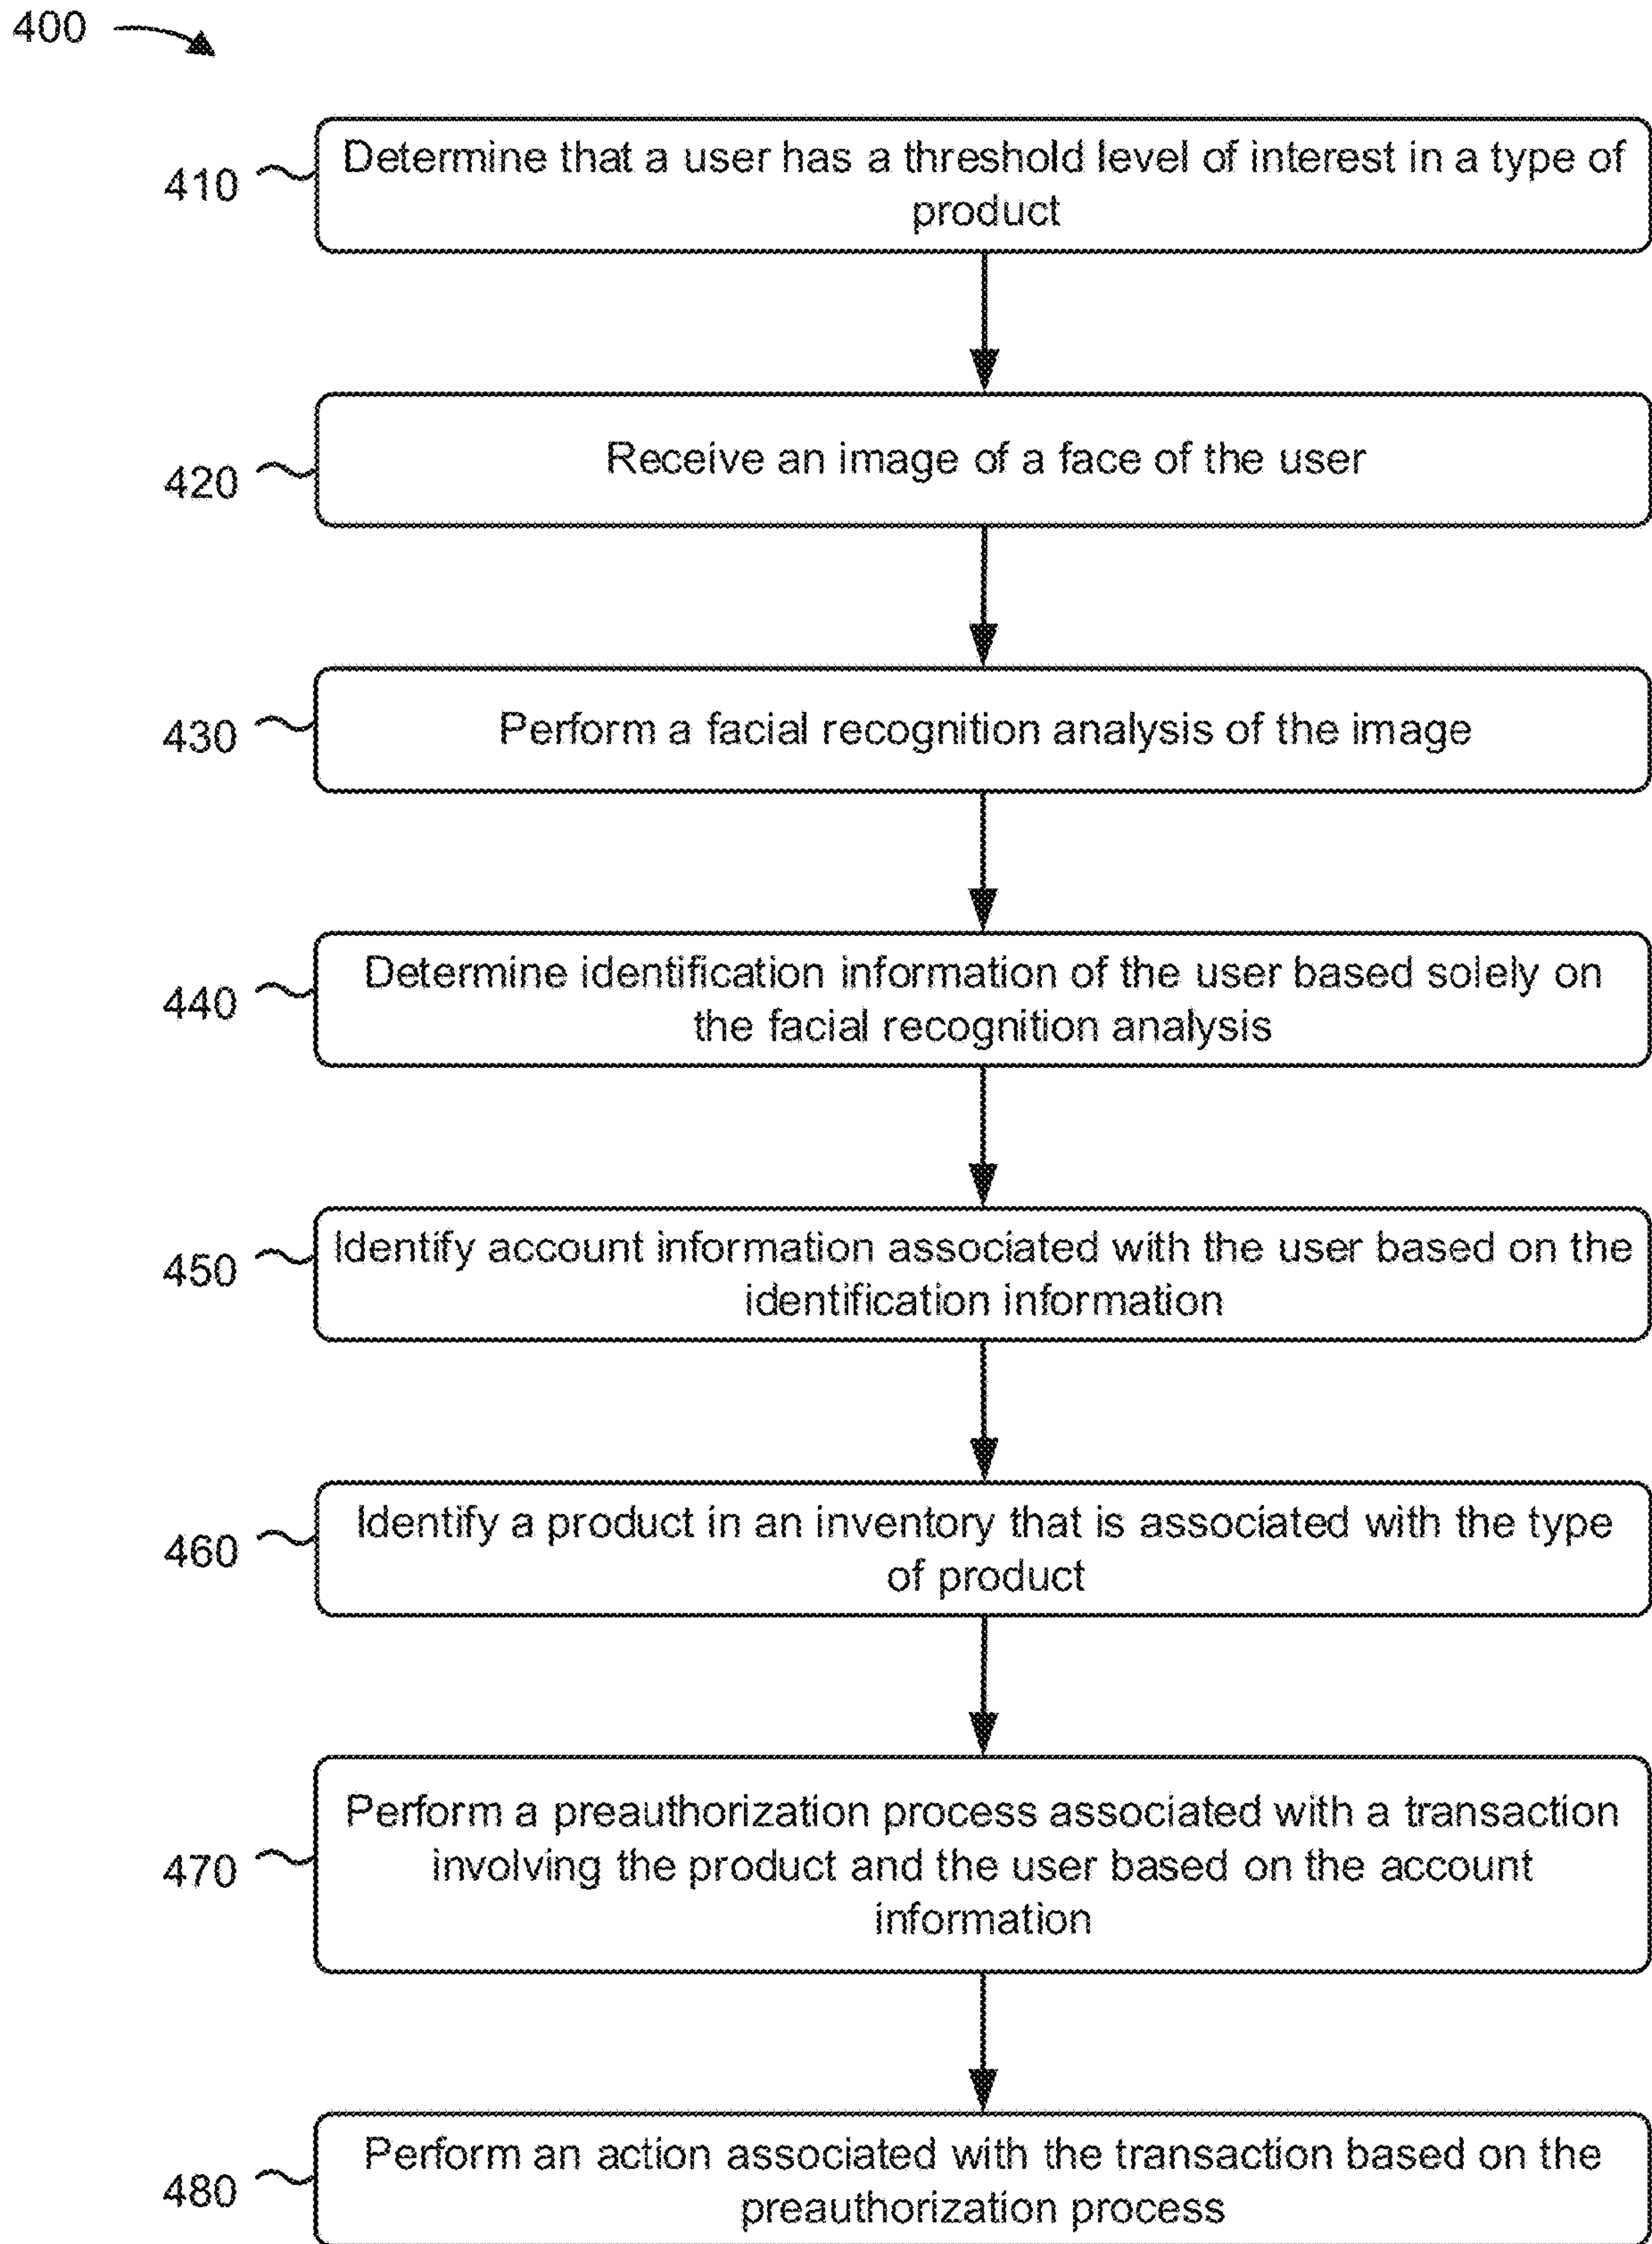 400
410
Determine that a user has a threshold level of interest in a type of
product
420
Receive an image of a face of the user
430
Perform a facial recognition analysis of the image
440
Determine identification information of the user based solely on
the facial recognition analysis
450
Identify account information associated with the user based on the
identification information
460
Identify a product in an inventory that is associated with the type
of product
470
Perform a preauthorization process associated with a transaction
involving the product and the user based on the account
information
480
Perform an action associated with the transaction based on the
preauthorization process